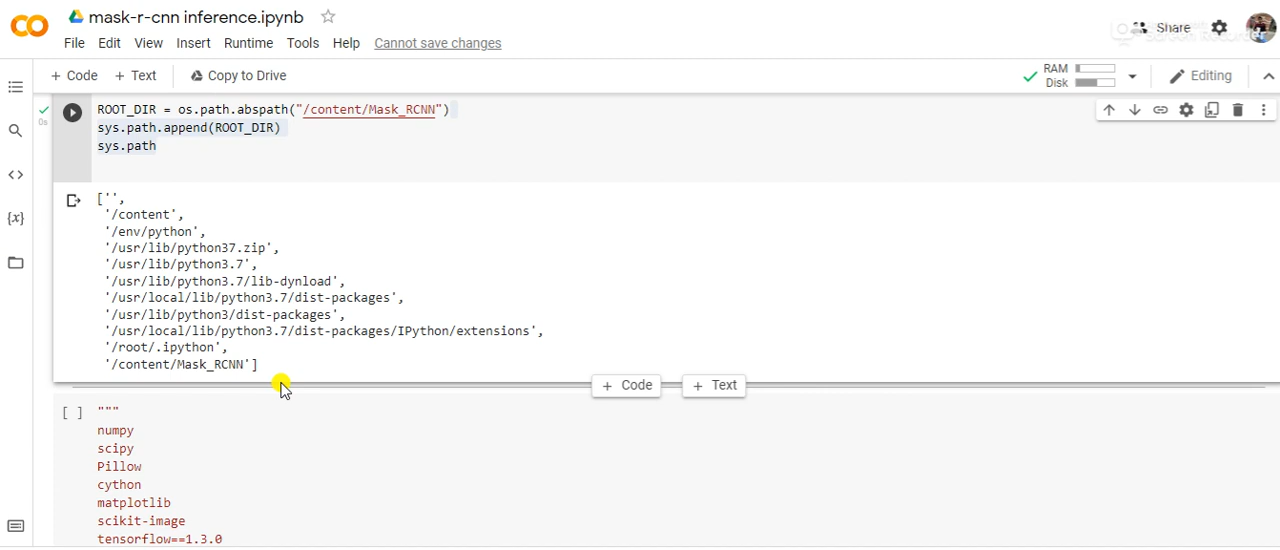 mask-r-cnn inference.ipynb
Share
File Edit View Insert Runtime Tools Help Cannot save changes
+ Code + Text Copy to Drive
RAM
Disk
Editing
0s
ROOT_DIR = os.path.abspath("/content/Mask_RCNN")
sys.path.append(ROOT_DIR)
sys.path
['',
'/content',
'/env/python',
'/usr/lib/python37.zip',
'/usr/lib/python3.7',
'/usr/lib/python3.7/lib-dynload',
'/usr/local/lib/python3.7/dist-packages',
'/usr/lib/python3/dist-packages',
'/usr/local/lib/python3.7/dist-packages/IPython/extensions',
'/root/.ipython',
'/content/Mask_RCNN']
+ Code + Text
[ ] """
numpy
scipy
Pillow
cython
matplotlib
scikit-image
tensorflow==1.3.0